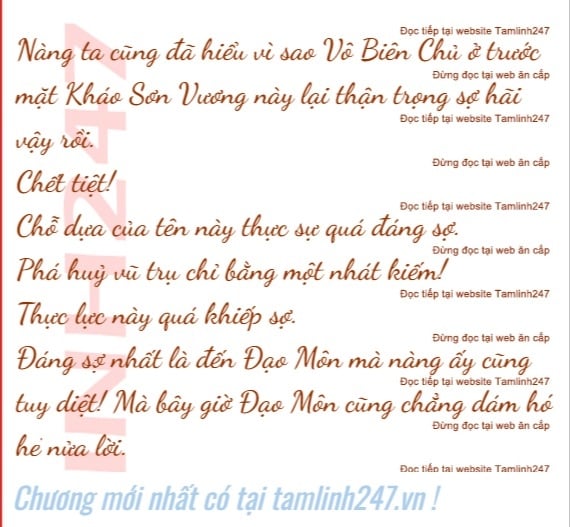 Đọc tiếp tại website Tamlinh247
Nàng ta cũng đã hiểu vì sao Vô Biên Chủ ở trước
Đừng đọc tại web ăn cắp
mặt Kháo Sơn Vương này lại thận trọng sợ hãi
Đọc tiếp tại website Tamlinh247
vậy rồi.
Đừng đọc tại web ăn cắp
Chết tiệt!
Đọc tiếp tại website Tamlinh247
Chỗ dựa của tên này thực sự quá đáng sợ.
Đừng đọc tại web ăn cắp
Phá huỷ vũ trụ chỉ bằng một nhát kiếm!
Đọc tiếp tại website Tamlinh247
Thực lực này quá khiếp sợ.
Đừng đọc tại web ăn cắp
Đáng sợ nhất là đến Đạo Môn mà nàng ấy cũng
Đọc tiếp tại website Tamlinh247
tuy diệt! Mà bây giờ Đạo Môn cũng chẳng dám hó
Đừng đọc tại web ăn cắp
hé nửa lời.
Đọc tiếp tại website Tamlinh247
INH247
Chương mới nhất có tại tamlinh247.vn !